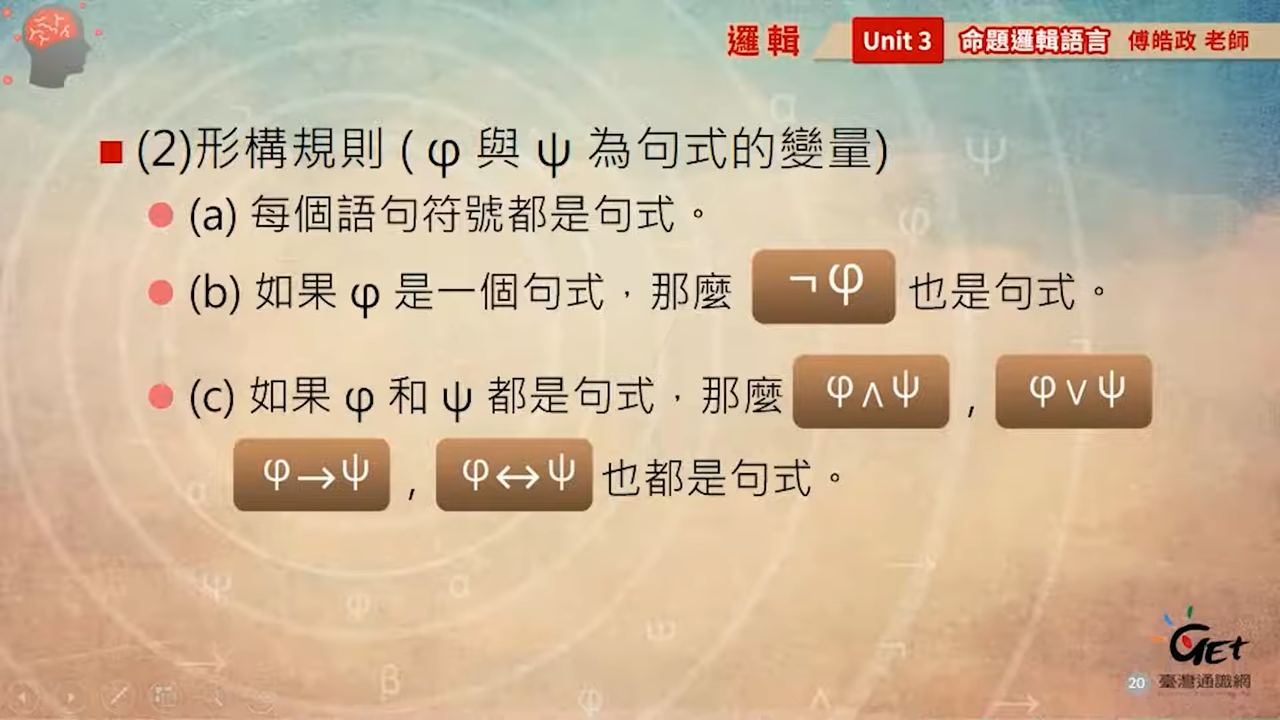 邏輯 Unit 3 命題邏輯語言 傅皓政 老師
(2)形構規則 ( φ 與 ψ 為句式的變量)
(a) 每個語句符號都是句式。
(b) 如果 φ 是一個句式，那麼 ¬φ 也是句式。
(c) 如果 φ 和 ψ 都是句式，那麼 φ∧ψ , φ∨ψ
φ→ψ , φ↔ψ 也都是句式。
GET
20 臺灣通識網